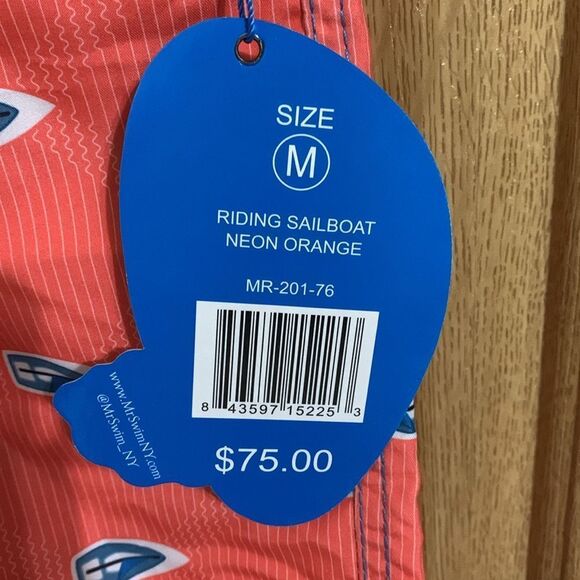 SIZE
M
RIDING SAILBOAT
NEON ORANGE
MR-201-76
8 43597 15225 3
$75.00
www.MrSwimNY.com
@MrSwim_NY